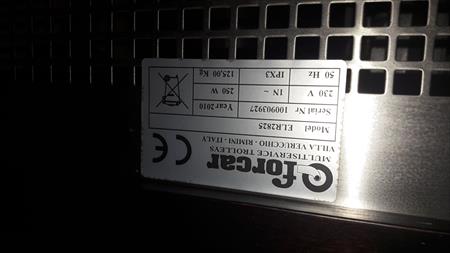 forcar
MULTISERVICE TROLLEYS
VILLA VERUCCHIO - RIMINI - ITALY
CE
Model ELR2825
Serial Nr 100903927 Year 2010
230 V 1N ~ 250 W
50 Hz IPX3 125,00 Kg